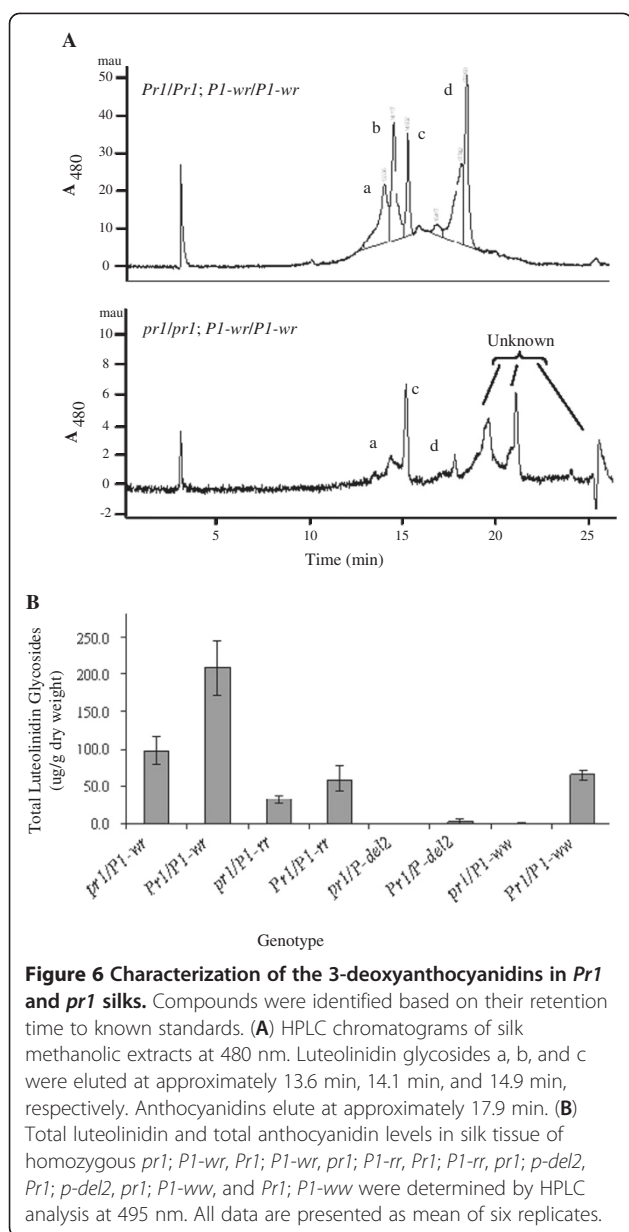 A
mau
Pr1/Pr1; P1-wr/P1-wr
50
40
30
20
10
0
A 480
a
b
c
d
mau
pr1/pr1; P1-wr/P1-wr
10
8
6
4
2
0
-2
A 480
a
c
d
Unknown
5
10
15
20
25
Time (min)
B
Total Luteolinidin Glycosides
(ug/g dry weight)
250.0
200.0
150.0
100.0
50.0
0.0
pr1/P1-wr
Pr1/P1-wr
pr1/P1-rr
Pr1/P1-rr
pr1/P-del2
Pr1/P-del2
pr1/P1-ww
Pr1/P1-ww
Genotype
Figure 6 Characterization of the 3-deoxyanthocyanidins in Pr1
and pr1 silks. Compounds were identified based on their retention
time to known standards. (A) HPLC chromatograms of silk
methanolic extracts at 480 nm. Luteolinidin glycosides a, b, and c
were eluted at approximately 13.6 min, 14.1 min, and 14.9 min,
respectively. Anthocyanidins elute at approximately 17.9 min. (B)
Total luteolinidin and total anthocyanidin levels in silk tissue of
homozygous pr1; P1-wr, Pr1; P1-wr, pr1; P1-rr, Pr1; P1-rr, pr1; p-del2,
Pr1; p-del2, pr1; P1-ww, and Pr1; P1-ww were determined by HPLC
analysis at 495 nm. All data are presented as mean of six replicates.